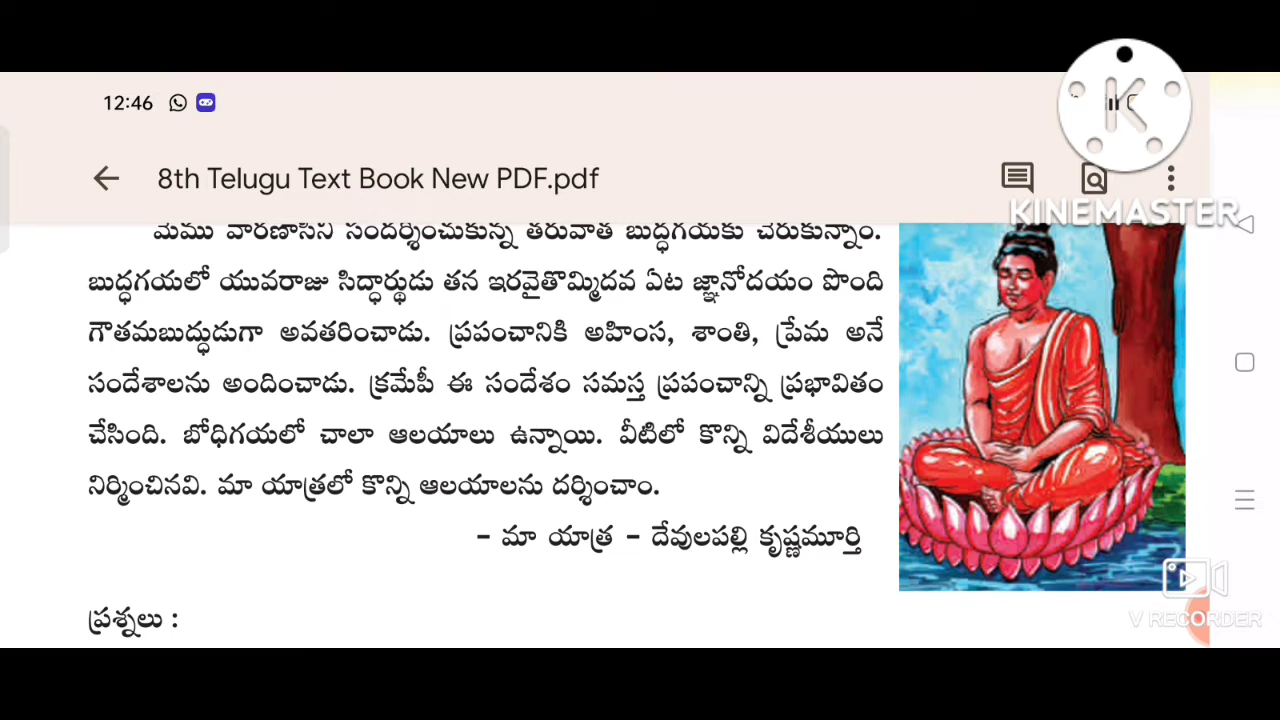 12:46
8th Telugu Text Book New PDF.pdf
KINEMASTER
మేము వారణాసిని సందర్శించుకున్న తరువాత బుద్ధగయకు చేరుకున్నాం.
బుద్ధగయలో యువరాజు సిద్ధార్థుడు తన ఇరవైతొమ్మిదవ ఏట జ్ఞానోదయం పొంది
గౌతమబుద్ధుడుగా అవతరించాడు. ప్రపంచానికి అహింస, శాంతి, ప్రేమ అనే
సందేశాలను అందించాడు. క్రమేపీ ఈ సందేశం సమస్త ప్రపంచాన్ని ప్రభావితం
చేసింది. బోధిగయలో చాలా ఆలయాలు ఉన్నాయి. వీటిలో కొన్ని విదేశీయులు
నిర్మించినవి. మా యాత్రలో కొన్ని ఆలయాలను దర్శించాం.
- మా యాత్ర - దేవులపల్లి కృష్ణమూర్తి
ప్రశ్నలు :
V RECORDER